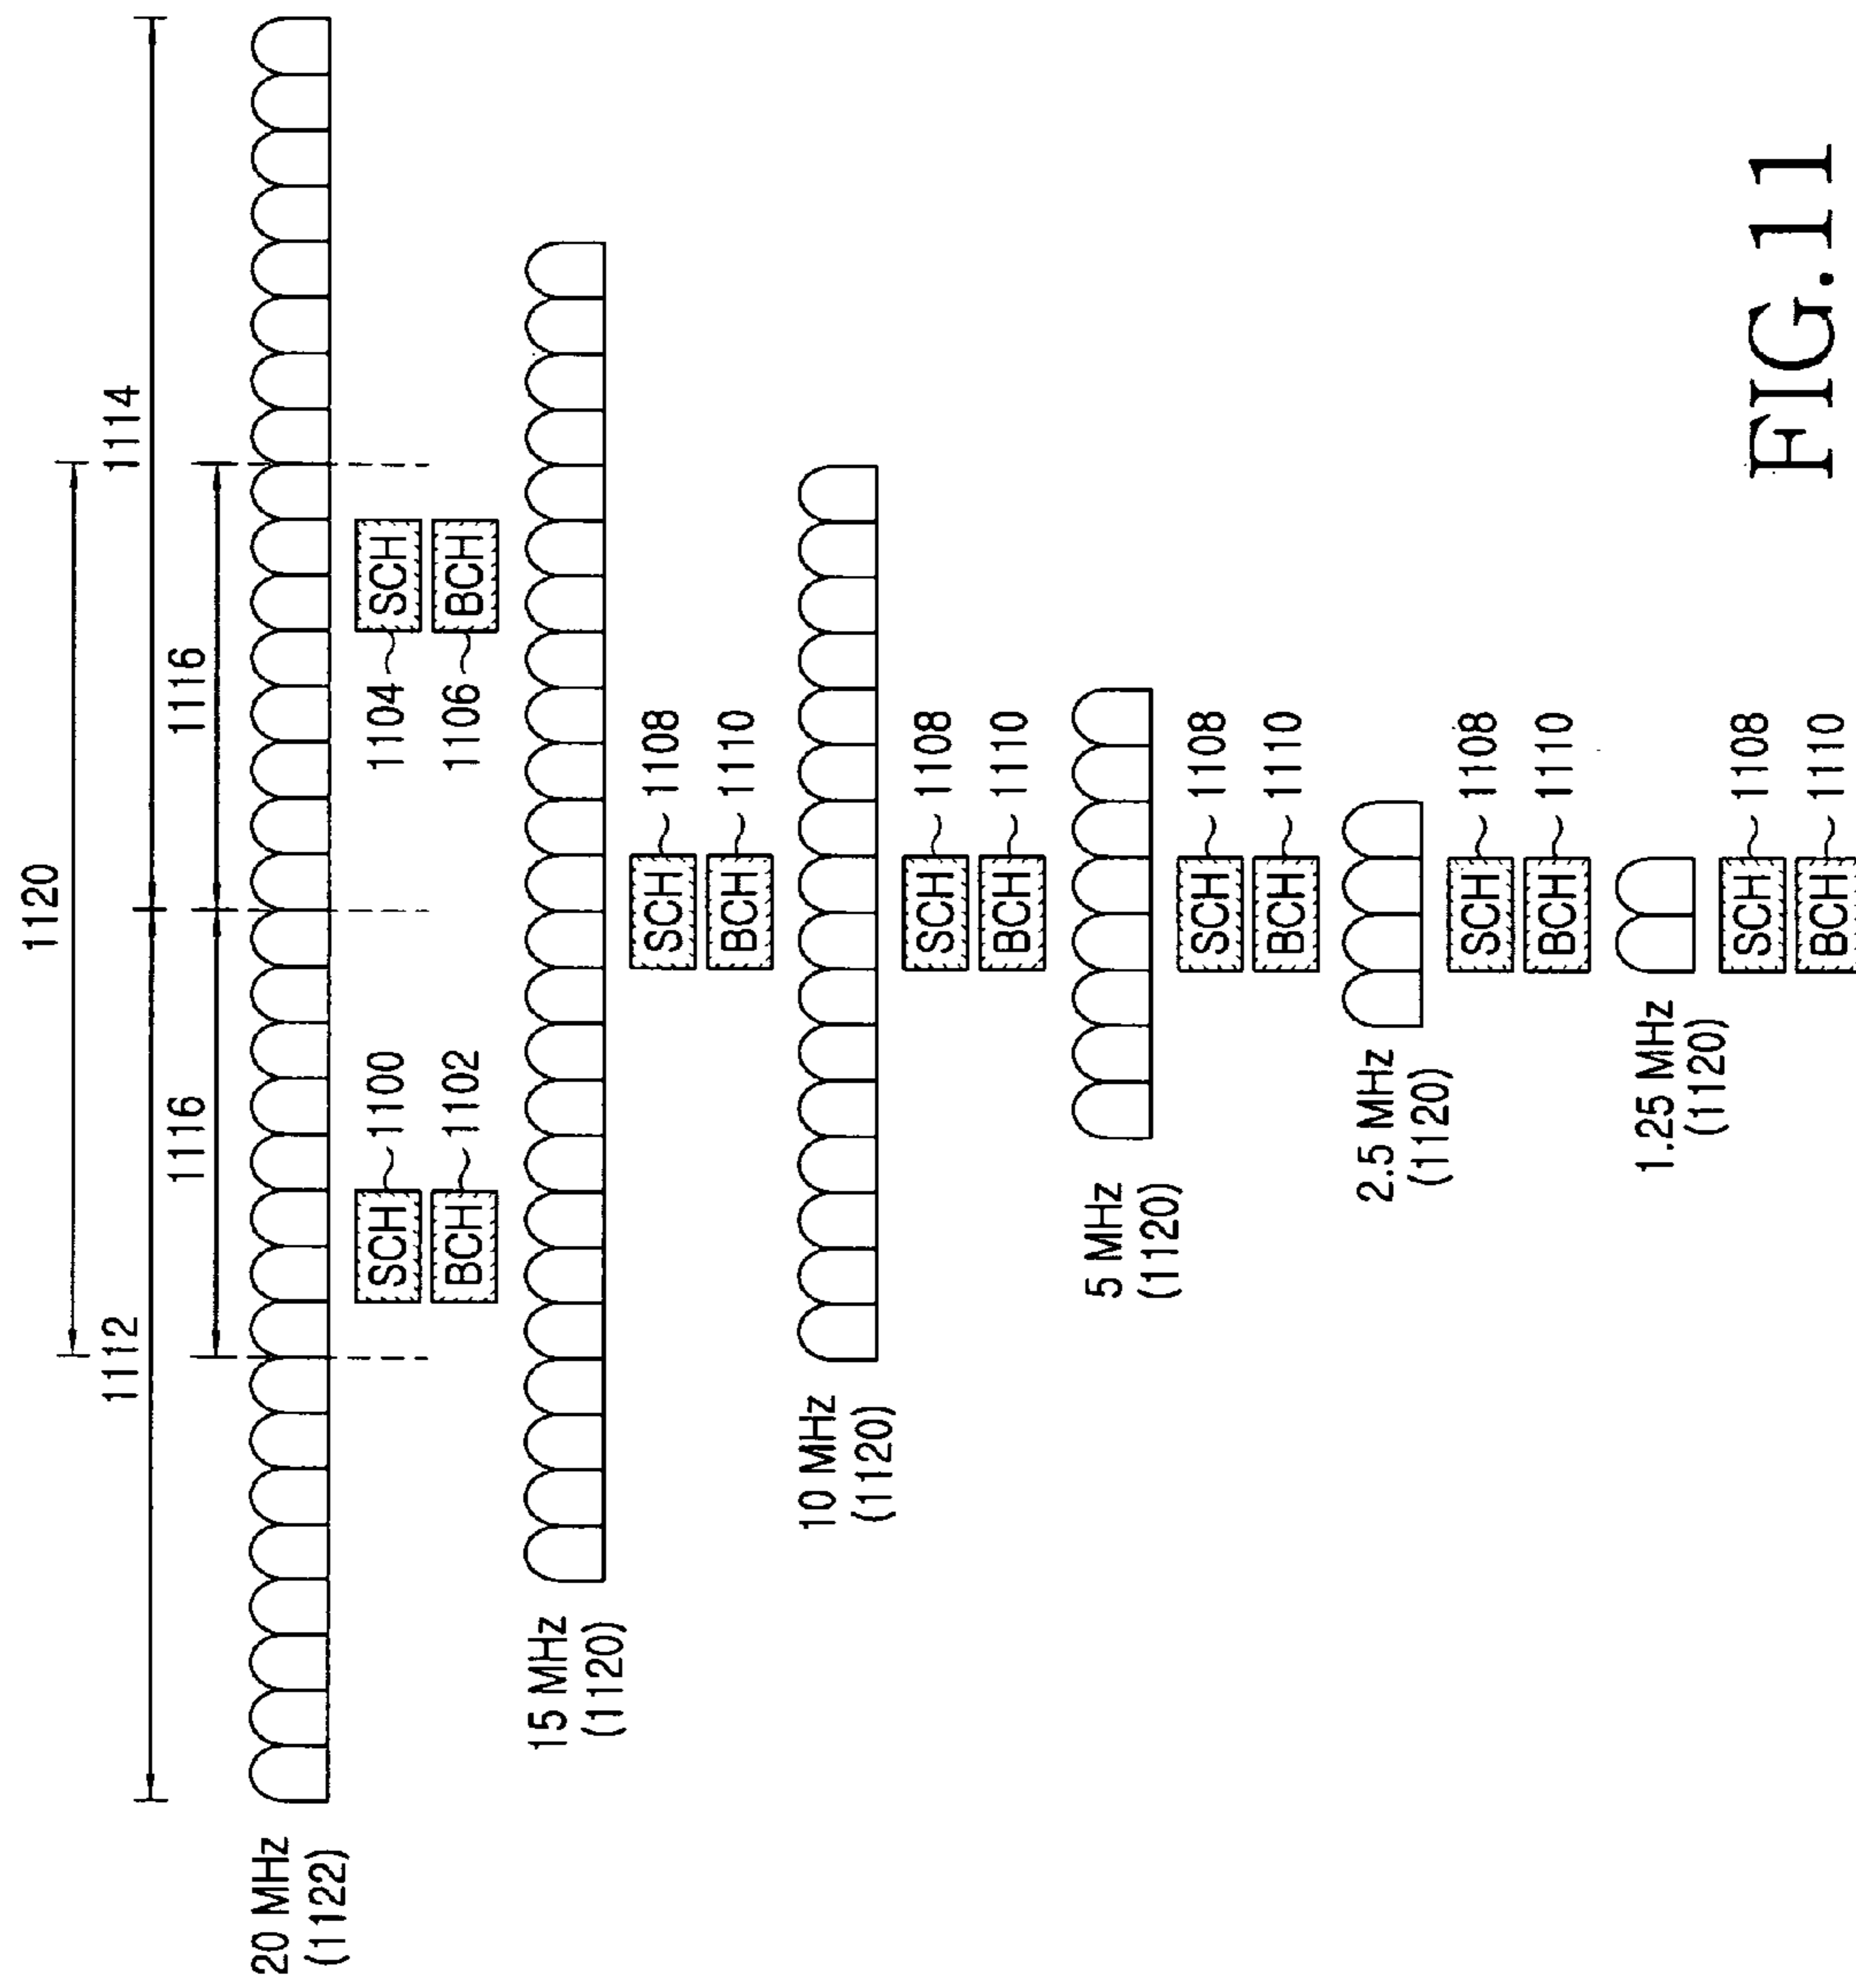 1120
1112
1114
1116
1116
20 MHz
(1122)
SCH
1100
1104
SCH
BCH
1102
1106
BCH
15 MHz
(1120)
SCH
1108
BCH
1110
10 MHz
(1120)
SCH
1108
BCH
1110
5 MHz
(1120)
SCH
1108
BCH
1110
2.5 MHz
(1120)
SCH
1108
BCH
1110
1.25 MHz
(1120)
SCH
1108
BCH
1110
FIG.11